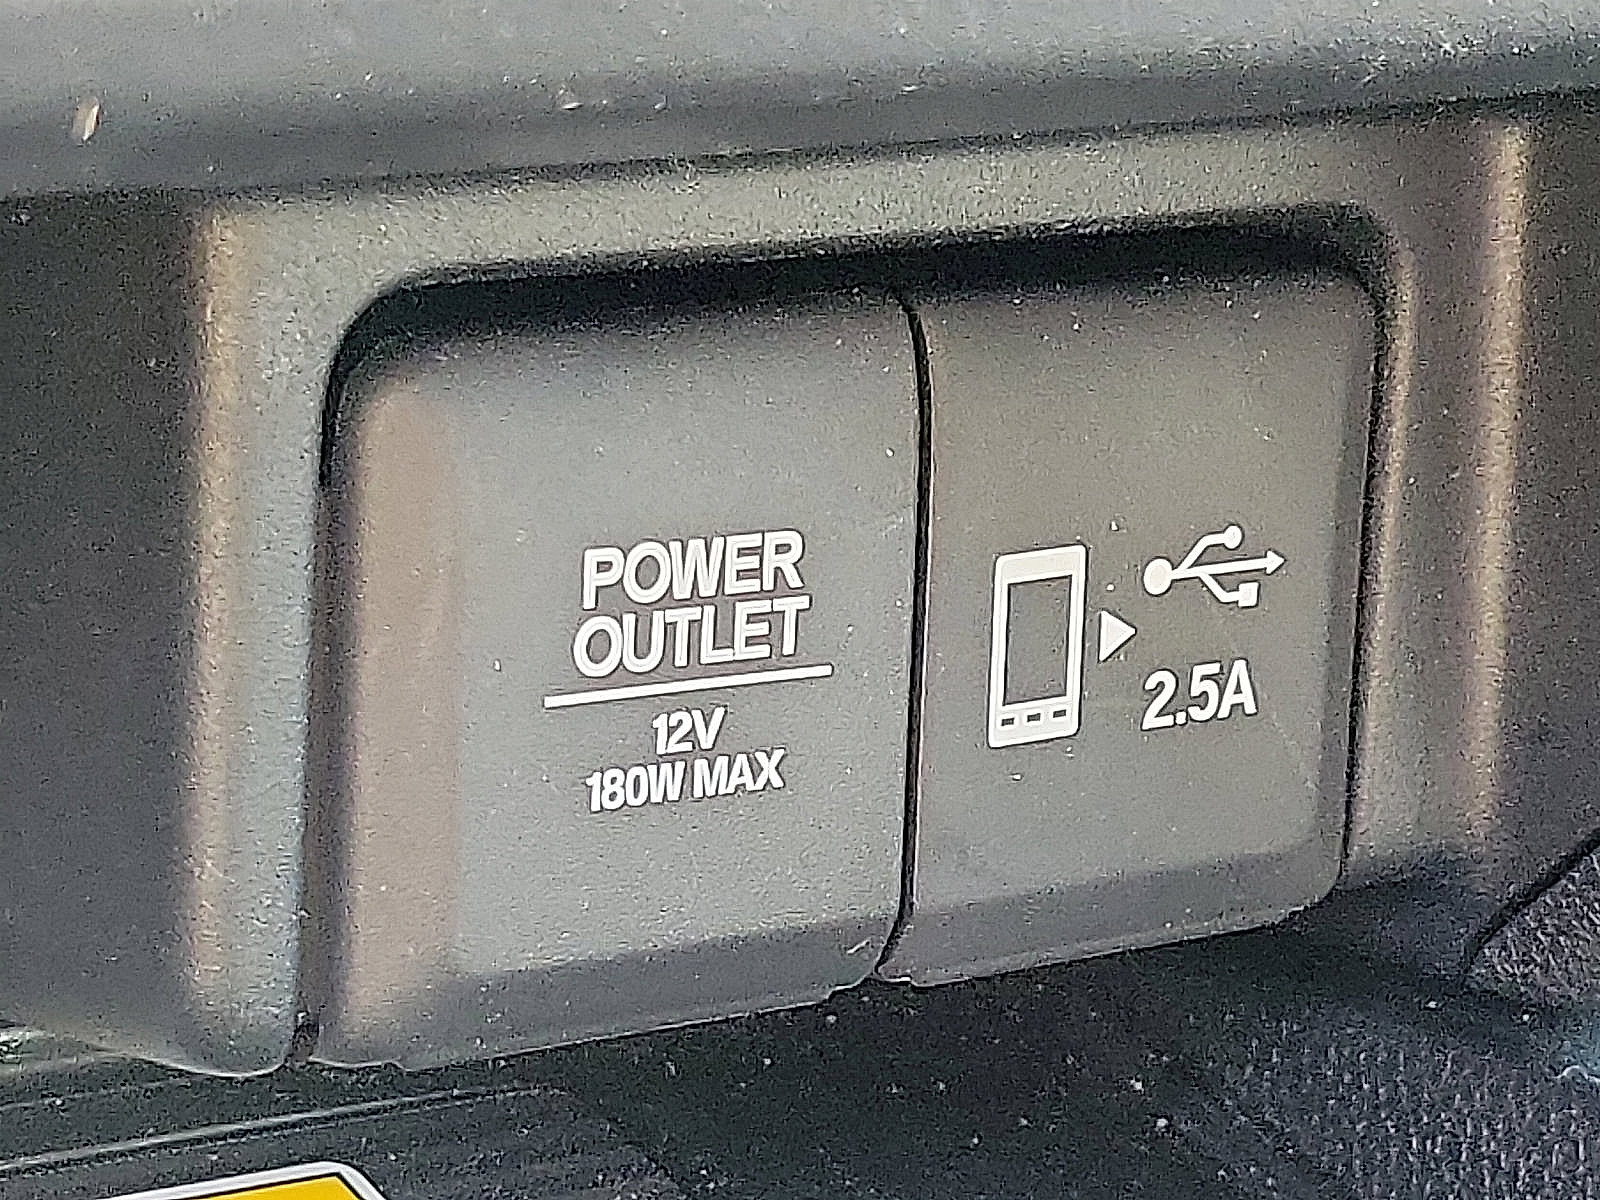 POWER
OUTLET
12V
180W MAX
2.5A